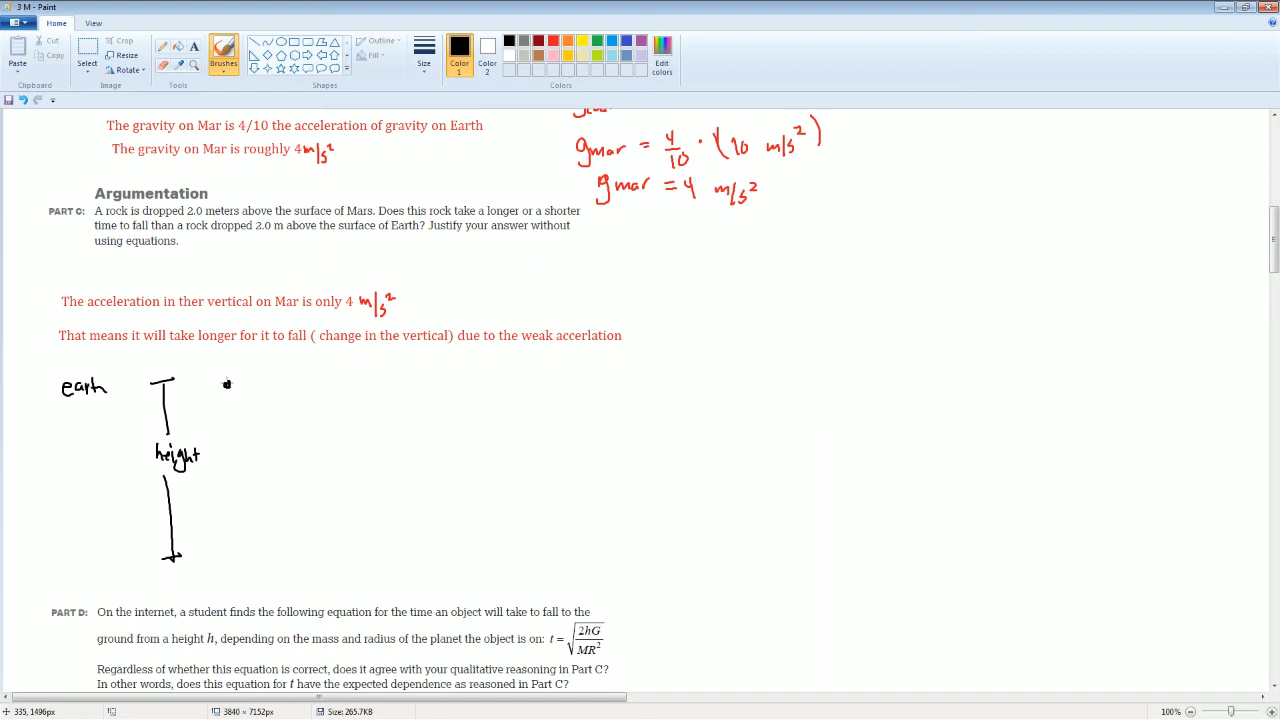 3 M - Paint
Home
View
Paste
Cut
Copy
Clipboard
Select
Crop
Resize
Rotate
Image
Tools
Brushes
Outline
Fill
Shapes
Size
Color 1
Color 2
Colors
Edit colors
The gravity on Mar is 4/10 the acceleration of gravity on Earth
The gravity on Mar is roughly 4 m/s²
gmar = 4/10 · (10 m/s²)
gmar = 4 m/s²
Argumentation
PART C: A rock is dropped 2.0 meters above the surface of Mars. Does this rock take a longer or a shorter
time to fall than a rock dropped 2.0 m above the surface of Earth? Justify your answer without
using equations.
The acceleration in ther vertical on Mar is only 4 m/s²
That means it will take longer for it to fall ( change in the vertical) due to the weak accerlation
earth
height
PART D: On the internet, a student finds the following equation for the time an object will take to fall to the
ground from a height h, depending on the mass and radius of the planet the object is on: t = √(2hG/MR²)
Regardless of whether this equation is correct, does it agree with your qualitative reasoning in Part C?
In other words, does this equation for t have the expected dependence as reasoned in Part C?
335, 1496px
3840 × 7152px
Size: 265.7KB
100%